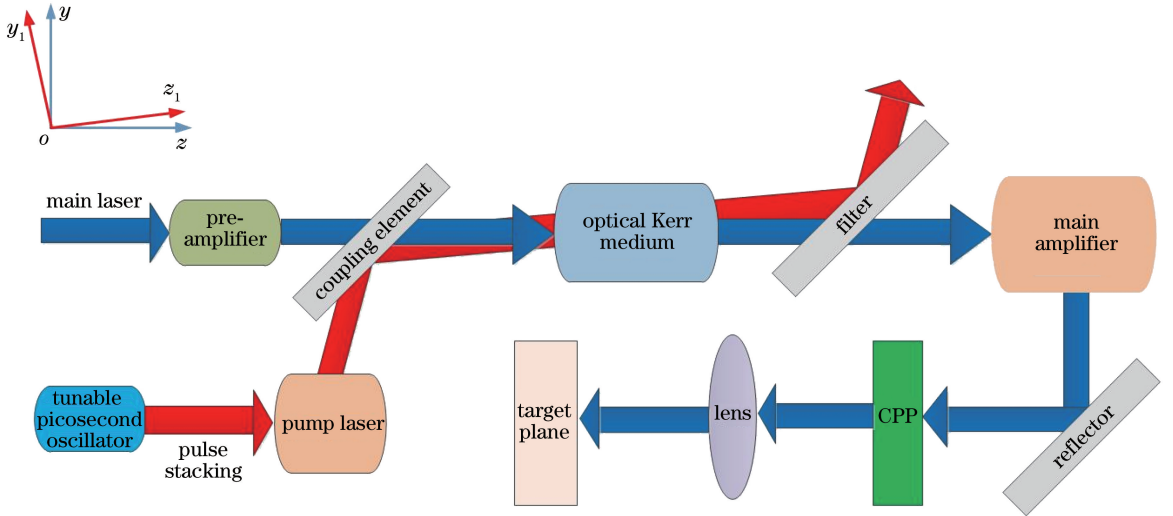 y
y1
z1
o
z
main laser
pre-
amplifier
coupling element
optical Kerr
medium
filter
main
amplifier
tunable
picosecond
oscillator
pulse
stacking
pump laser
target
plane
lens
CPP
reflector